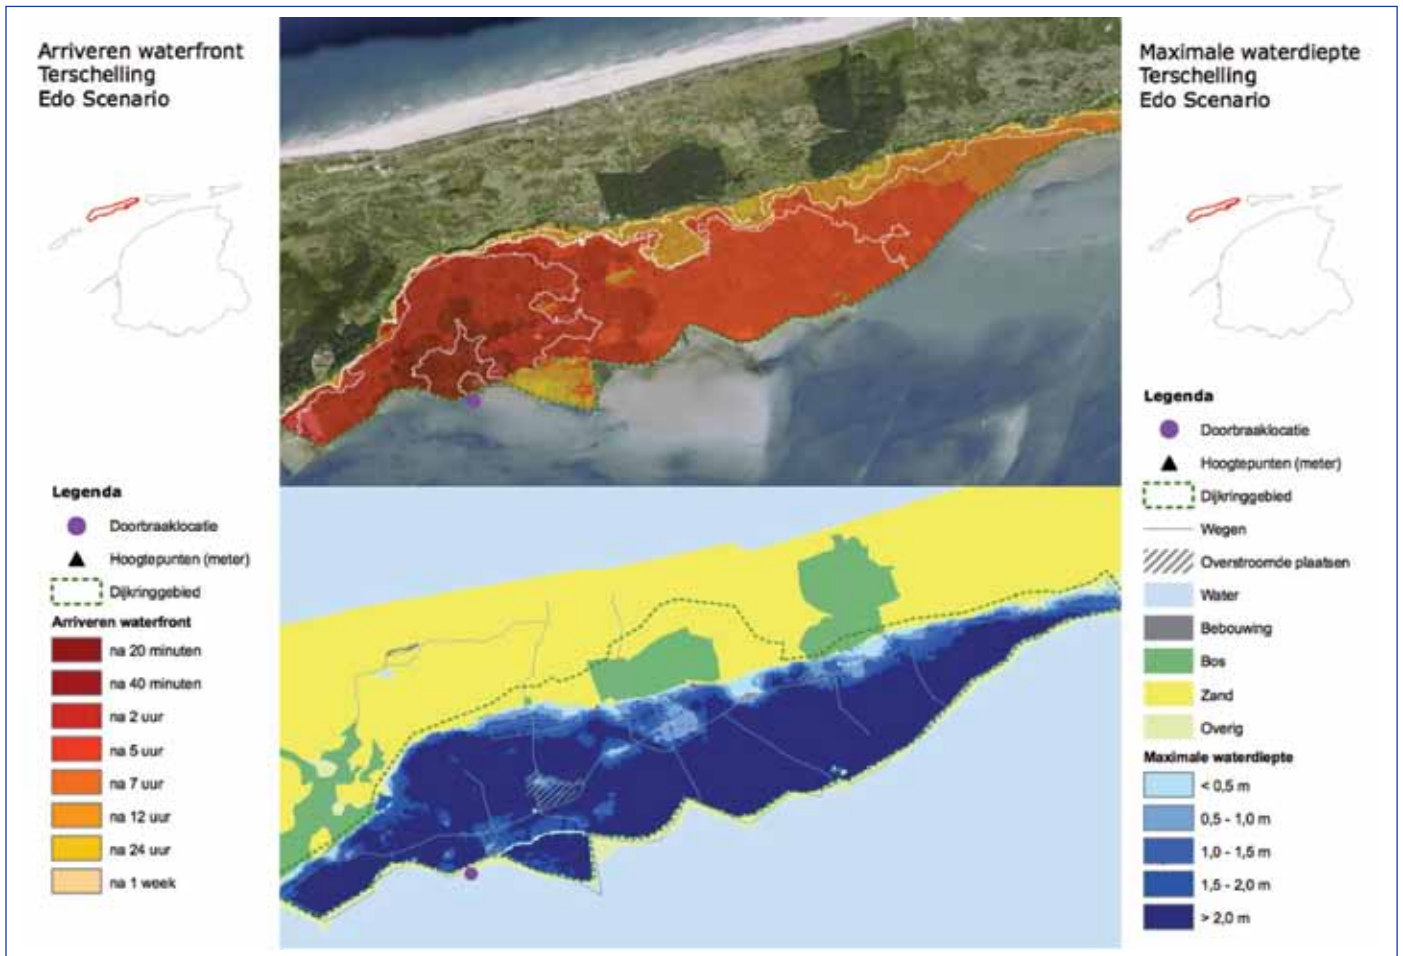 Arriveren waterfront
Terschelling
Edo Scenario
Legenda
Doorbraaklocatie
Hoogtepunten (meter)
Dijkringgebied
Arriveren waterfront
na 20 minuten
na 40 minuten
na 2 uur
na 5 uur
na 7 uur
na 12 uur
na 24 uur
na 1 week
Maximale waterdiepte
Terschelling
Edo Scenario
Legenda
Doorbraaklocatie
Hoogtepunten (meter)
Dijkringgebied
Wegen
Overstroomde plaatsen
Water
Bebouwing
Bos
Zand
Overig
Maximale waterdiepte
< 0,5 m
0,5 - 1,0 m
1,0 - 1,5 m
1,5 - 2,0 m
> 2,0 m